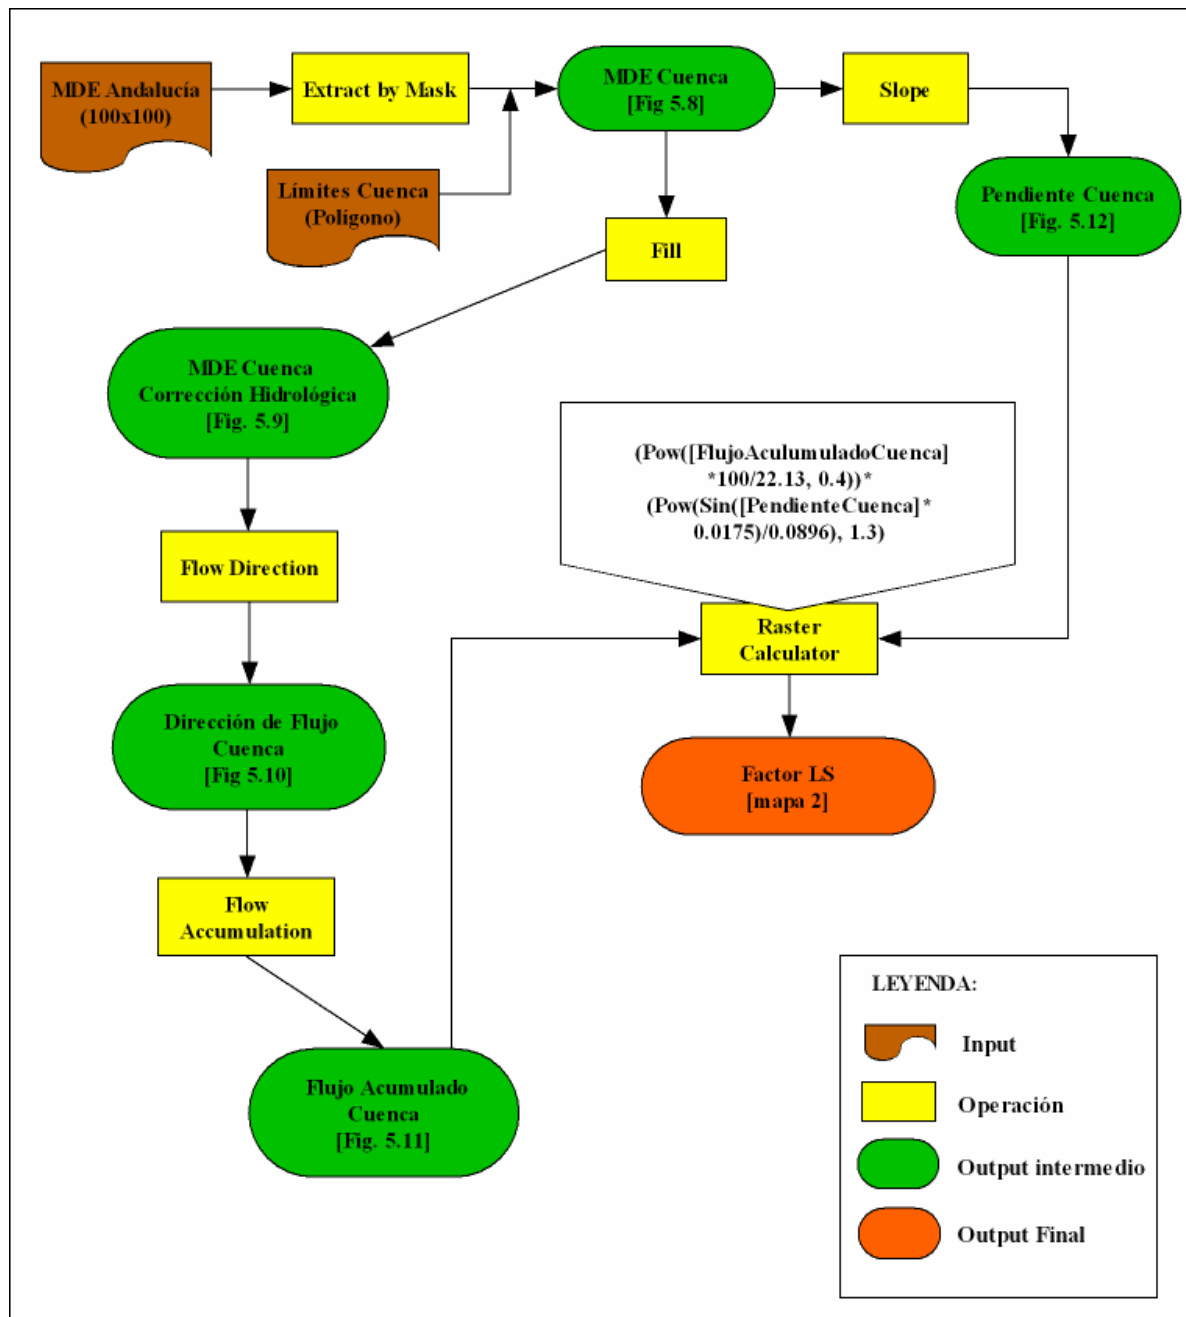 MDE Andalucía
(100x100)
Extract by Mask
MDE Cuenca
[Fig 5.8]
Slope
Límites Cuenca
(Polígono)
Pendiente Cuenca
[Fig. 5.12]
Fill
MDE Cuenca
Corrección Hidrológica
[Fig. 5.9]
(Pow([FlujoAculumuladoCuenca]
*100/22.13, 0.4))*
(Pow(Sin([PendienteCuenca]*
0.0175)/0.0896), 1.3)
Flow Direction
Raster
Calculator
Dirección de Flujo
Cuenca
[Fig 5.10]
Factor LS
[mapa 2]
Flow
Accumulation
Flujo Acumulado
Cuenca
[Fig. 5.11]
LEYENDA:
Input
Operación
Output intermedio
Output Final